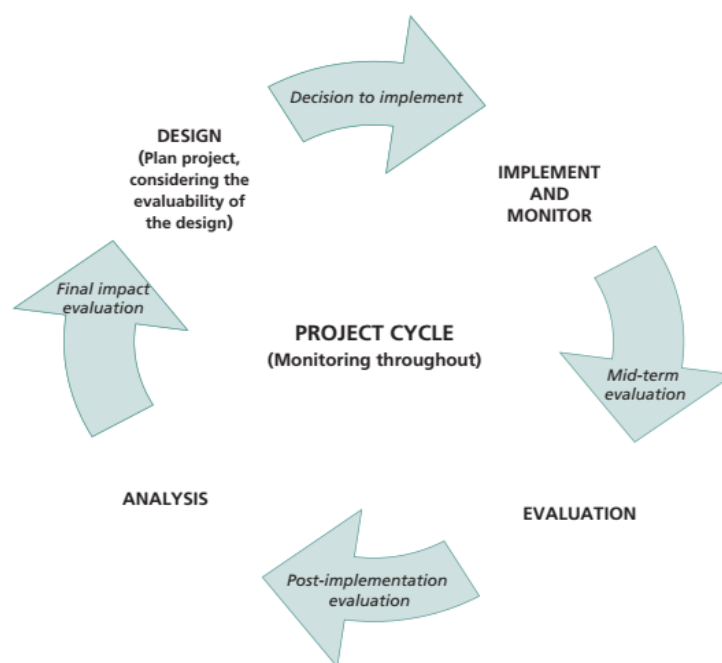 Decision to implement
DESIGN
(Plan project,
considering the
evaluability of
the design)
IMPLEMENT
AND
MONITOR
Final impact
evaluation
PROJECT CYCLE
(Monitoring throughout)
Mid-term
evaluation
ANALYSIS
EVALUATION
Post-implementation
evaluation